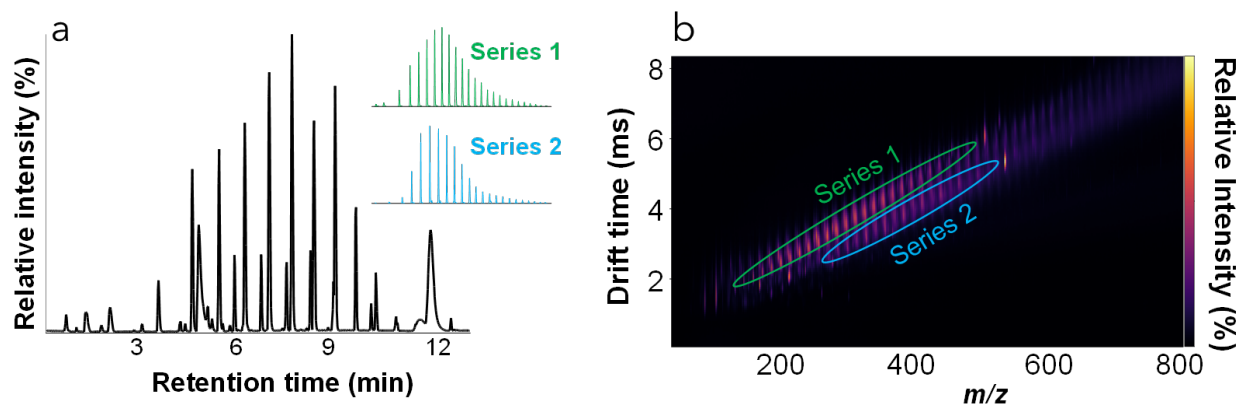 a
Relative intensity (%)
Series 1
Series 2
3 6 9 12
Retention time (min)
b
Drift time (ms)
8
6
4
2
Series 1
Series 2
200 400 600 800
m/z
Relative Intensity (%)